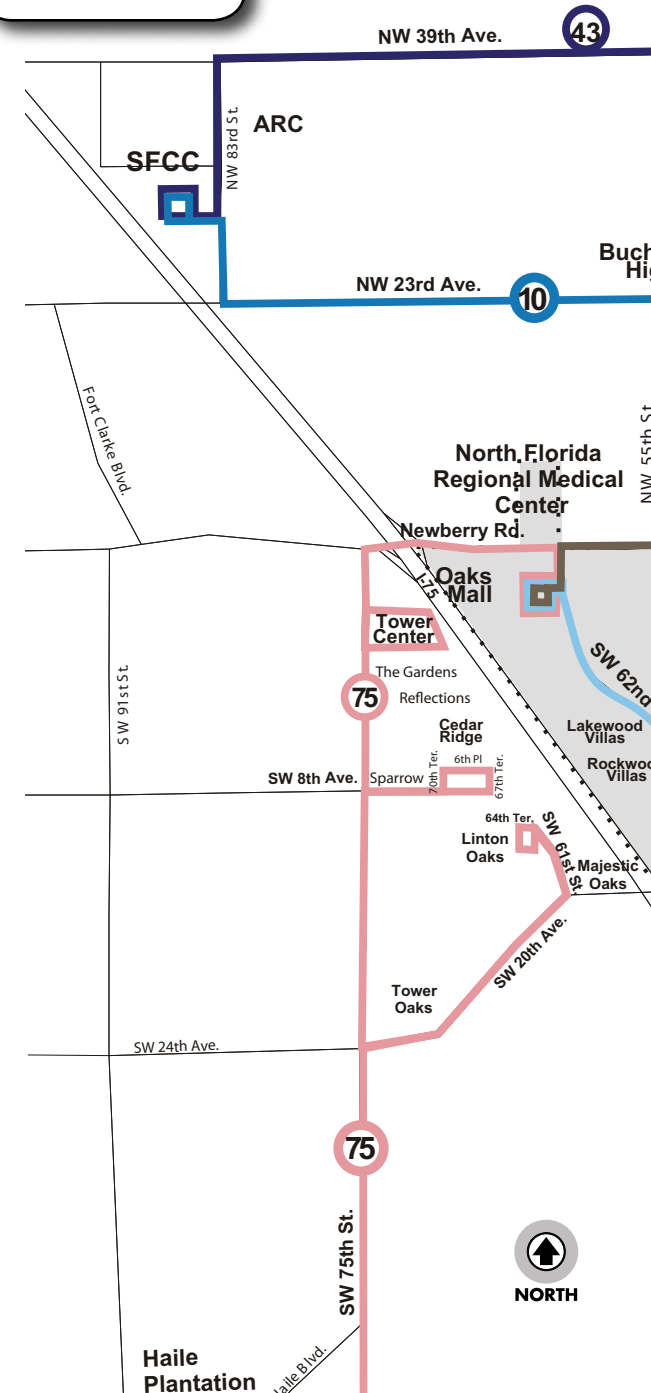 NW 39th Ave.
43
NW 83rd St.
ARC
SFCC
NW 23rd Ave.
10
Fort Clarke Blvd.
NW 55th St
North Florida
Regional Medical
Center
Newberry Rd.
I-75
Oaks
Mall
Tower
Center
The Gardens
75
Reflections
SW 91st St.
SW 62nd
Cedar
Ridge
Lakewood
Villas
Villas
70th Ter.
6th Pl
67th Ter.
SW 8th Ave.
Sparrow
64th Ter.
SW 61st St.
Linton
Oaks
Majestic
Oaks
SW 20th Ave.
Tower
Oaks
SW 24th Ave.
75
SW 75th St.
NORTH
Haile
Plantation
Blvd.